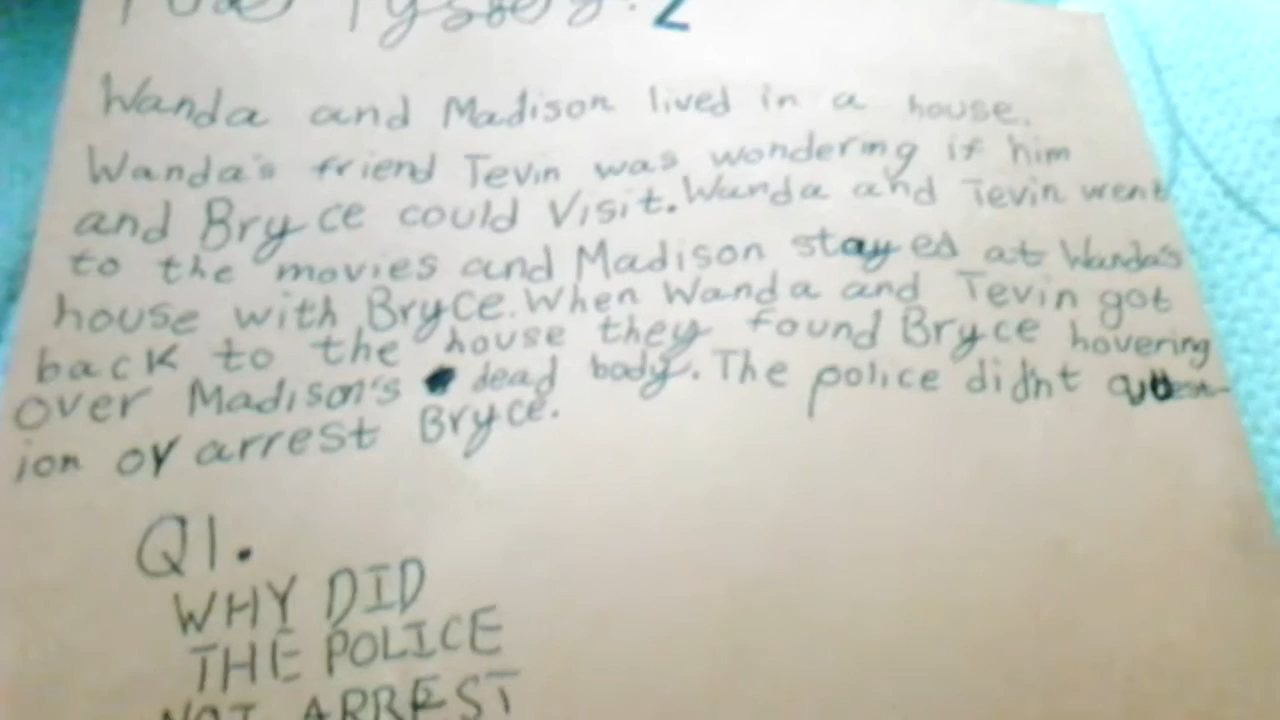 2
Wanda and Madison lived in a house.
Wanda's friend Tevin was wondering if him
and Bryce could Visit. Wanda and Tevin went
to the movies and Madison stayed at Wanda's
house with Bryce. When Wanda and Tevin got
back to the house they found Bryce hovering
over Madison's dead body. The police didnt
ion or arrest Bryce.
Q1.
WHY DID
THE POLICE
NOT ARREST